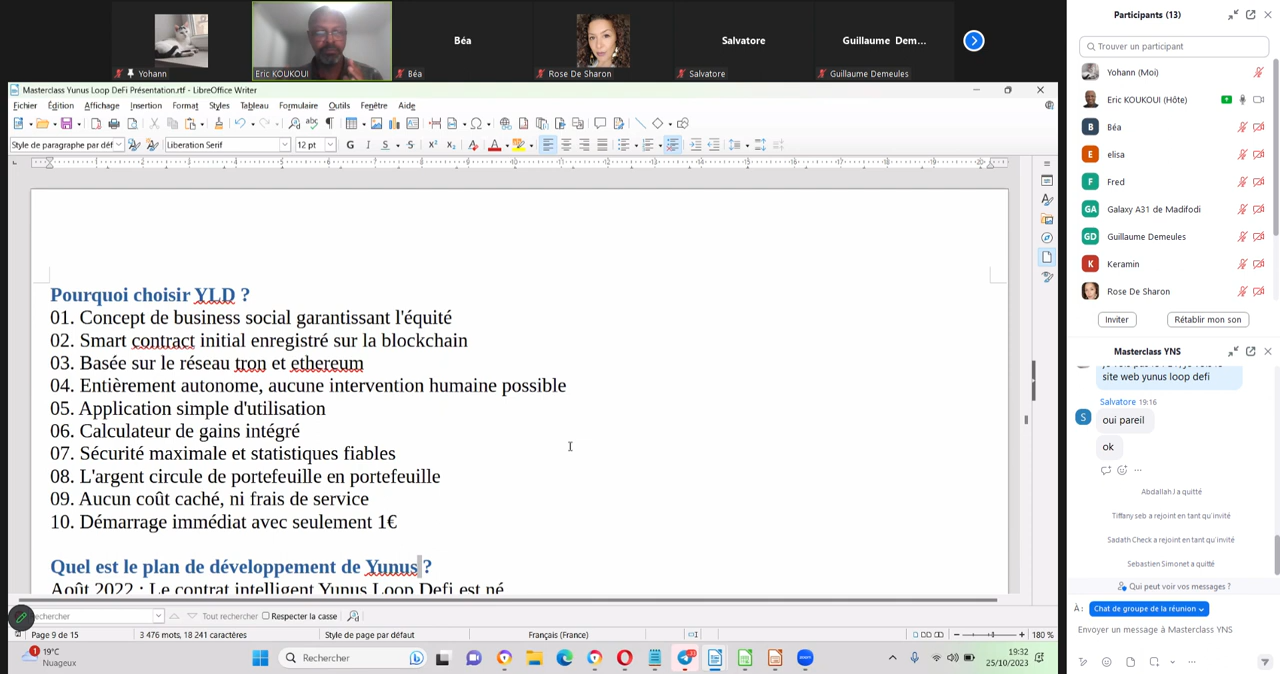 Yohann
Eric KOUKOUI
Béa
Béa
Rose De Sharon
Salvatore
Salvatore
Guillaume Dem...
Guillaume Demeules
Masterclass Yunus Loop DeFi Présentation.rtf - LibreOffice Writer
Fichier Édition Affichage Insertion Format Styles Tableau Formulaire Outils Fenêtre Aide
Style de paragraphe par déf
Liberation Serif
12 pt
Pourquoi choisir YLD ?
01. Concept de business social garantissant l'équité
02. Smart contract initial enregistré sur la blockchain
03. Basée sur le réseau tron et ethereum
04. Entièrement autonome, aucune intervention humaine possible
05. Application simple d'utilisation
06. Calculateur de gains intégré
07. Sécurité maximale et statistiques fiables
08. L'argent circule de portefeuille en portefeuille
09. Aucun coût caché, ni frais de service
10. Démarrage immédiat avec seulement 1€
Quel est le plan de développement de Yunus ?
Août 2022 : Le contrat intelligent Yunus Loop Defi est né
echercher Tout rechercher Respecter la casse
Page 9 de 15 3 476 mots, 18 241 caractères Style de page par défaut Français (France) 180 %
19°C
Nuageux
Rechercher
19:32
25/10/2023
Participants (13)
Trouver un participant
Yohann (Moi)
Eric KOUKOUI (Hôte)
B Béa
E elisa
F Fred
GA Galaxy A31 de Madifodi
GD Guillaume Demeules
K Keramin
Rose De Sharon
Inviter Rétablir mon son
Masterclass YNS
site web yunus loop defi
Salvatore 19:16
S oui pareil
ok
Abdallah J a quitté
Tiffany seb a rejoint en tant qu'invité
Sadath Check a rejoint en tant qu'invité
Sebastien Simonet a quitté
Qui peut voir vos messages ?
À : Chat de groupe de la réunion
Envoyer un message à Masterclass YNS